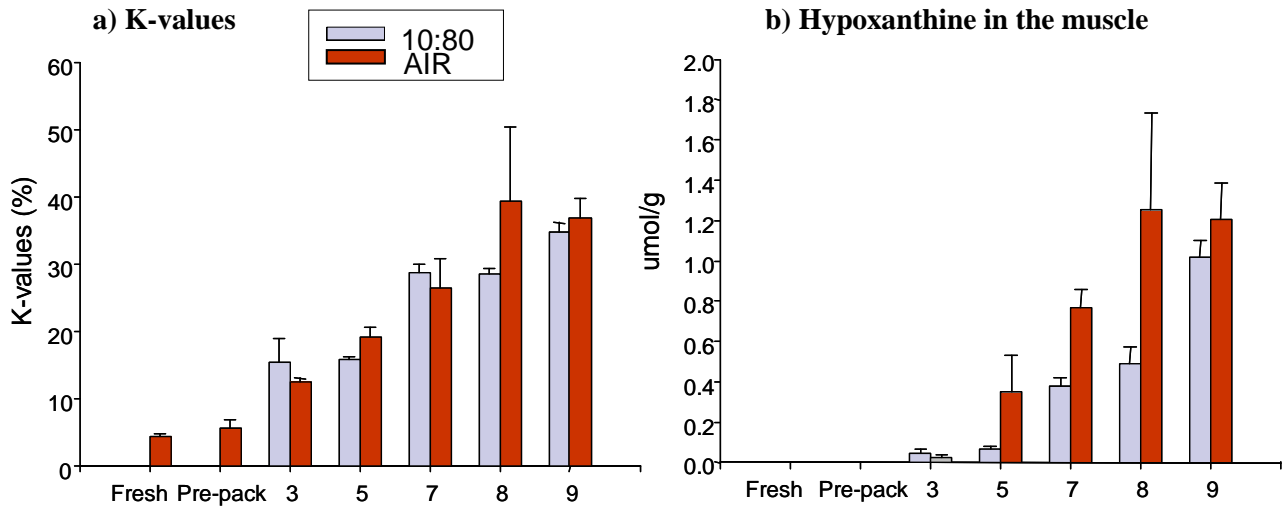 a) K-values
10:80
AIR
60
50
40
30
20
10
0
K-values (%)
Fresh Pre-pack 3 5 7 8 9
b) Hypoxanthine in the muscle
2.0
1.8
1.6
1.4
1.2
1.0
0.8
0.6
0.4
0.2
0.0
umol/g
Fresh Pre-pack 3 5 7 8 9